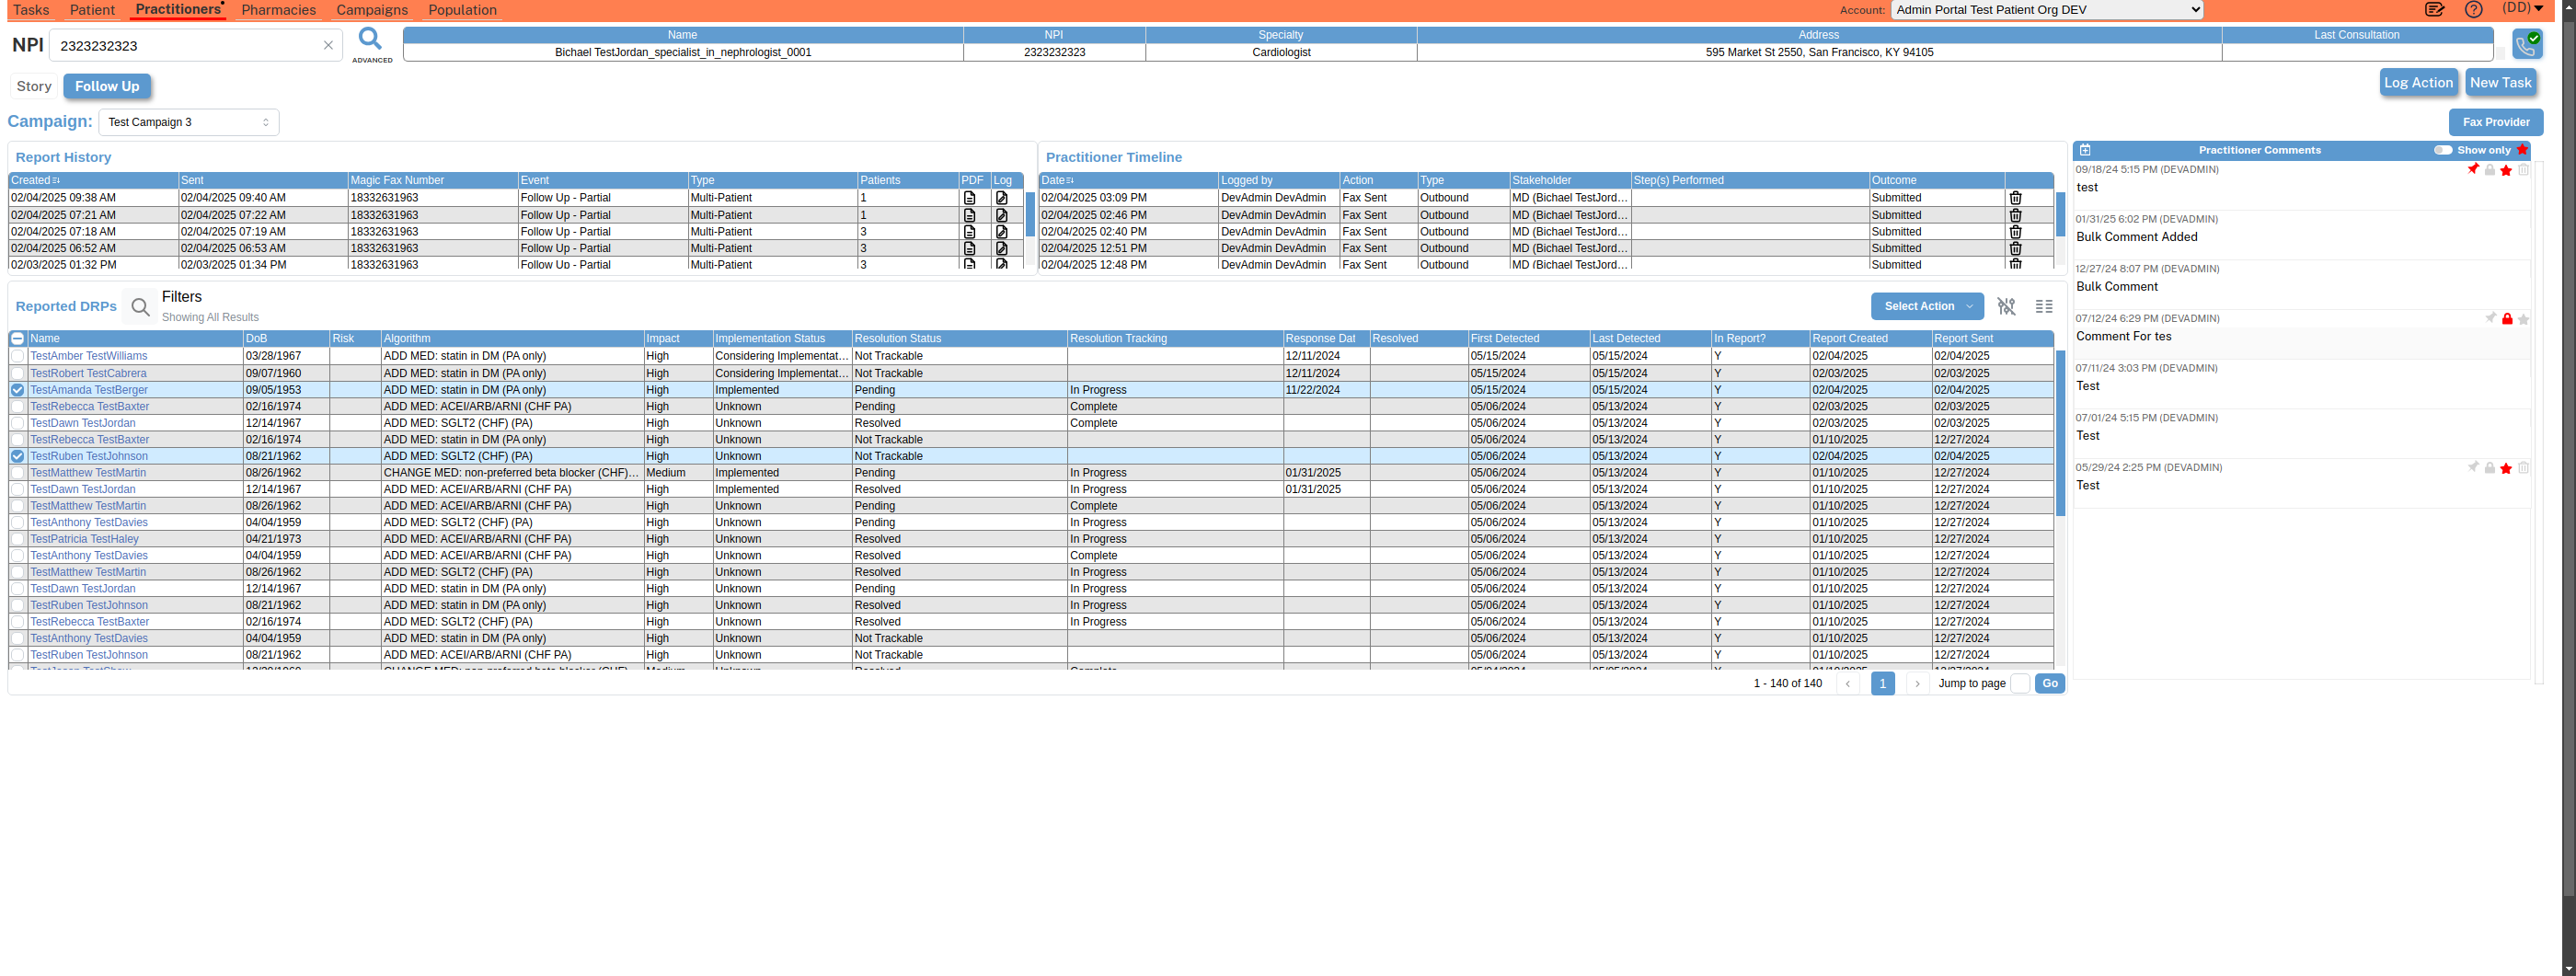 Tasks Patient Practitioners Pharmacies Campaigns Population Account: Admin Portal Test Patient Org DEV (DD)
NPI 2323232323 ADVANCED
Name NPI Specialty Address Last Consultation
Bichael TestJordan_specialist_in_nephrologist_0001 2323232323 Cardiologist 595 Market St 2550, San Francisco, KY 94105
Story Follow Up Log Action New Task
Campaign: Test Campaign 3 Fax Provider
Report History
Created Sent Magic Fax Number Event Type Patients PDF Log
02/04/2025 09:38 AM 02/04/2025 09:40 AM 18332631963 Follow Up - Partial Multi-Patient 1
02/04/2025 07:21 AM 02/04/2025 07:22 AM 18332631963 Follow Up - Partial Multi-Patient 1
02/04/2025 07:18 AM 02/04/2025 07:19 AM 18332631963 Follow Up - Partial Multi-Patient 3
02/04/2025 06:52 AM 02/04/2025 06:53 AM 18332631963 Follow Up - Partial Multi-Patient 3
02/03/2025 01:32 PM 02/03/2025 01:34 PM 18332631963 Follow Up - Partial Multi-Patient 3
Practitioner Timeline
Date Logged by Action Type Stakeholder Step(s) Performed Outcome
02/04/2025 03:09 PM DevAdmin DevAdmin Fax Sent Outbound MD (Bichael TestJord... Submitted
02/04/2025 02:46 PM DevAdmin DevAdmin Fax Sent Outbound MD (Bichael TestJord... Submitted
02/04/2025 02:40 PM DevAdmin DevAdmin Fax Sent Outbound MD (Bichael TestJord... Submitted
02/04/2025 12:51 PM DevAdmin DevAdmin Fax Sent Outbound MD (Bichael TestJord... Submitted
02/04/2025 12:48 PM DevAdmin DevAdmin Fax Sent Outbound MD (Bichael TestJord... Submitted
Practitioner Comments Show only
09/18/24 5:15 PM (DEVADMIN)
test
01/31/25 6:02 PM (DEVADMIN)
Bulk Comment Added
12/27/24 8:07 PM (DEVADMIN)
Bulk Comment
07/12/24 6:29 PM (DEVADMIN)
Comment For tes
07/11/24 3:03 PM (DEVADMIN)
Test
07/01/24 5:15 PM (DEVADMIN)
Test
05/29/24 2:25 PM (DEVADMIN)
Test
Reported DRPs Filters
Showing All Results
Select Action
Name DoB Risk Algorithm Impact Implementation Status Resolution Status Resolution Tracking Response Dat Resolved First Detected Last Detected In Report? Report Created Report Sent
TestAmber TestWilliams 03/28/1967 ADD MED: statin in DM (PA only) High Considering Implementat... Not Trackable 12/11/2024 05/15/2024 05/15/2024 Y 02/04/2025 02/04/2025
TestRobert TestCabrera 09/07/1960 ADD MED: statin in DM (PA only) High Considering Implementat... Not Trackable 12/11/2024 05/15/2024 05/15/2024 Y 02/03/2025 02/03/2025
TestAmanda TestBerger 09/05/1953 ADD MED: statin in DM (PA only) High Implemented Pending In Progress 11/22/2024 05/15/2024 05/15/2024 Y 02/04/2025 02/04/2025
TestRebecca TestBaxter 02/16/1974 ADD MED: ACEI/ARB/ARNI (CHF PA) High Unknown Pending Complete 05/06/2024 05/13/2024 Y 02/03/2025 02/03/2025
TestDawn TestJordan 12/14/1967 ADD MED: SGLT2 (CHF) (PA) High Unknown Resolved Complete 05/06/2024 05/13/2024 Y 02/03/2025 02/03/2025
TestRebecca TestBaxter 02/16/1974 ADD MED: statin in DM (PA only) High Unknown Not Trackable 05/06/2024 05/13/2024 Y 01/10/2025 12/27/2024
TestRuben TestJohnson 08/21/1962 ADD MED: SGLT2 (CHF) (PA) High Unknown Not Trackable 05/06/2024 05/13/2024 Y 02/04/2025 02/04/2025
TestMatthew TestMartin 08/26/1962 CHANGE MED: non-preferred beta blocker (CHF)... Medium Implemented Pending In Progress 01/31/2025 05/06/2024 05/13/2024 Y 01/10/2025 12/27/2024
TestDawn TestJordan 12/14/1967 ADD MED: ACEI/ARB/ARNI (CHF PA) High Implemented Resolved In Progress 01/31/2025 05/06/2024 05/13/2024 Y 01/10/2025 12/27/2024
TestMatthew TestMartin 08/26/1962 ADD MED: ACEI/ARB/ARNI (CHF PA) High Unknown Pending Complete 05/06/2024 05/13/2024 Y 01/10/2025 12/27/2024
TestAnthony TestDavies 04/04/1959 ADD MED: SGLT2 (CHF) (PA) High Unknown Pending In Progress 05/06/2024 05/13/2024 Y 01/10/2025 12/27/2024
TestPatricia TestHaley 04/21/1973 ADD MED: ACEI/ARB/ARNI (CHF PA) High Unknown Resolved In Progress 05/06/2024 05/13/2024 Y 01/10/2025 12/27/2024
TestAnthony TestDavies 04/04/1959 ADD MED: ACEI/ARB/ARNI (CHF PA) High Unknown Resolved Complete 05/06/2024 05/13/2024 Y 01/10/2025 12/27/2024
TestMatthew TestMartin 08/26/1962 ADD MED: SGLT2 (CHF) (PA) High Unknown Resolved In Progress 05/06/2024 05/13/2024 Y 01/10/2025 12/27/2024
TestDawn TestJordan 12/14/1967 ADD MED: statin in DM (PA only) High Unknown Pending In Progress 05/06/2024 05/13/2024 Y 01/10/2025 12/27/2024
TestRuben TestJohnson 08/21/1962 ADD MED: statin in DM (PA only) High Unknown Resolved In Progress 05/06/2024 05/13/2024 Y 01/10/2025 12/27/2024
TestRebecca TestBaxter 02/16/1974 ADD MED: SGLT2 (CHF) (PA) High Unknown Resolved In Progress 05/06/2024 05/13/2024 Y 01/10/2025 12/27/2024
TestAnthony TestDavies 04/04/1959 ADD MED: statin in DM (PA only) High Unknown Not Trackable 05/06/2024 05/13/2024 Y 01/10/2025 12/27/2024
TestRuben TestJohnson 08/21/1962 ADD MED: ACEI/ARB/ARNI (CHF PA) High Unknown Not Trackable 05/06/2024 05/13/2024 Y 01/10/2025 12/27/2024
1 - 140 of 140 1 Jump to page Go